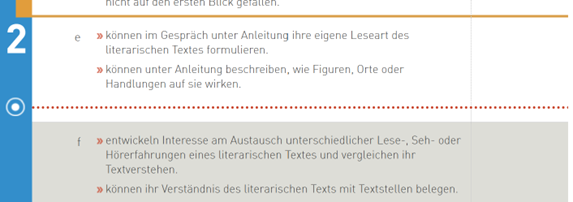 nicht auf den ersten Blick gefallen.
2
e » können im Gespräch unter Anleitung ihre eigene Leseart des
literarischen Textes formulieren.
» können unter Anleitung beschreiben, wie Figuren, Orte oder
Handlungen auf sie wirken.
f » entwickeln Interesse am Austausch unterschiedlicher Lese-, Seh- oder
Hörerfahrungen eines literarischen Textes und vergleichen ihr
Textverstehen.
» können ihr Verständnis des literarischen Texts mit Textstellen belegen.